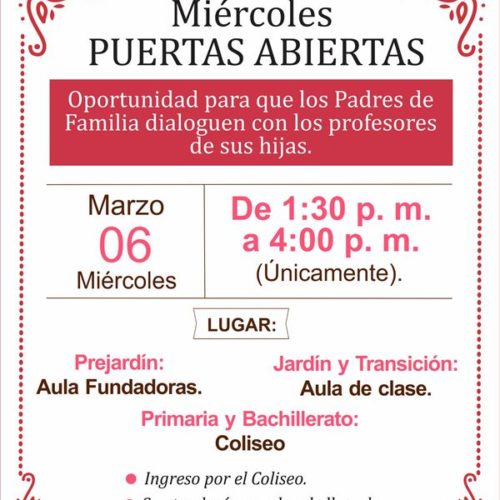 Miércoles
PUERTAS ABIERTAS
Oportunidad para que los Padres de
Familia dialoguen con los profesores
de sus hijas.
Marzo
06
Miércoles
De 1:30 p. m.
a 4:00 p. m.
(Únicamente).
LUGAR:
Prejardín:
Aula Fundadoras.
Jardín y Transición:
Aula de clase.
Primaria y Bachillerato:
Coliseo
• Ingreso por el Coliseo.